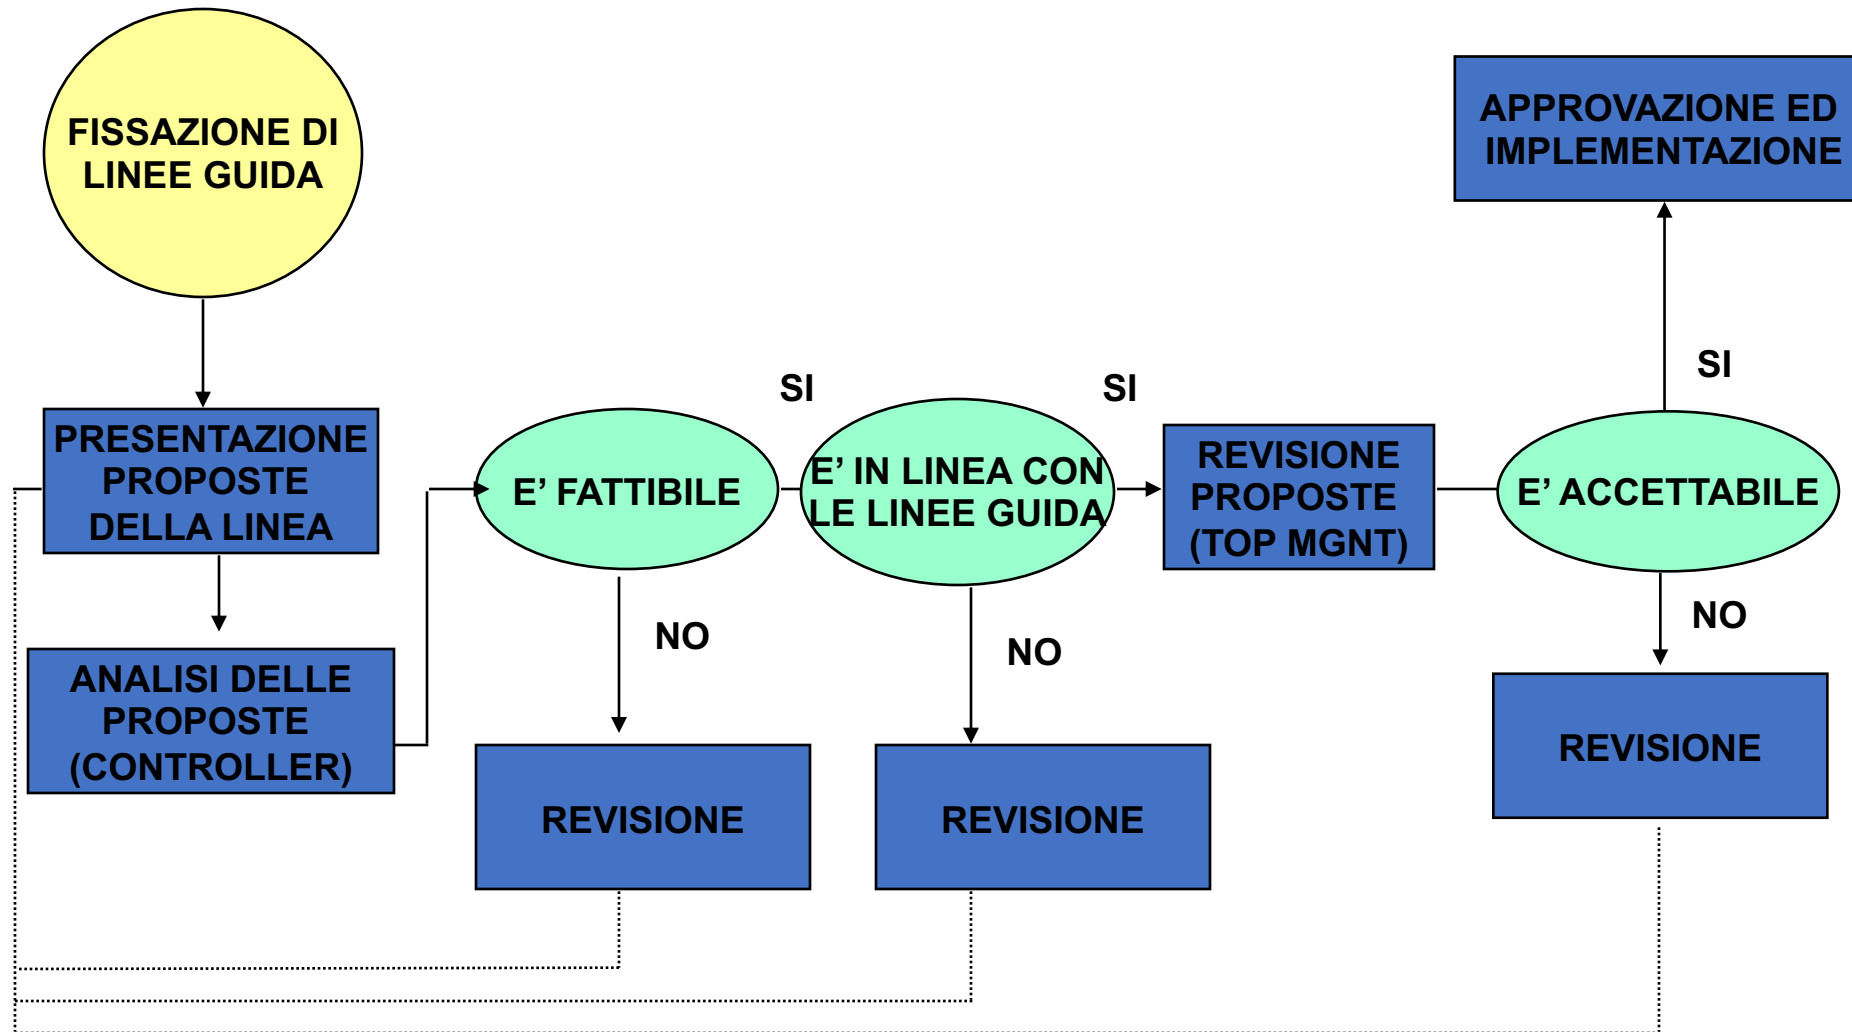 FISSAZIONE DI
LINEE GUIDA
APPROVAZIONE ED
IMPLEMENTAZIONE
PRESENTAZIONE
PROPOSTE
DELLA LINEA
ANALISI DELLE
PROPOSTE
(CONTROLLER)
E’ FATTIBILE
SI
NO
REVISIONE
E’ IN LINEA CON
LE LINEE GUIDA
SI
NO
REVISIONE
REVISIONE
PROPOSTE
(TOP MGNT)
E’ ACCETTABILE
SI
NO
REVISIONE